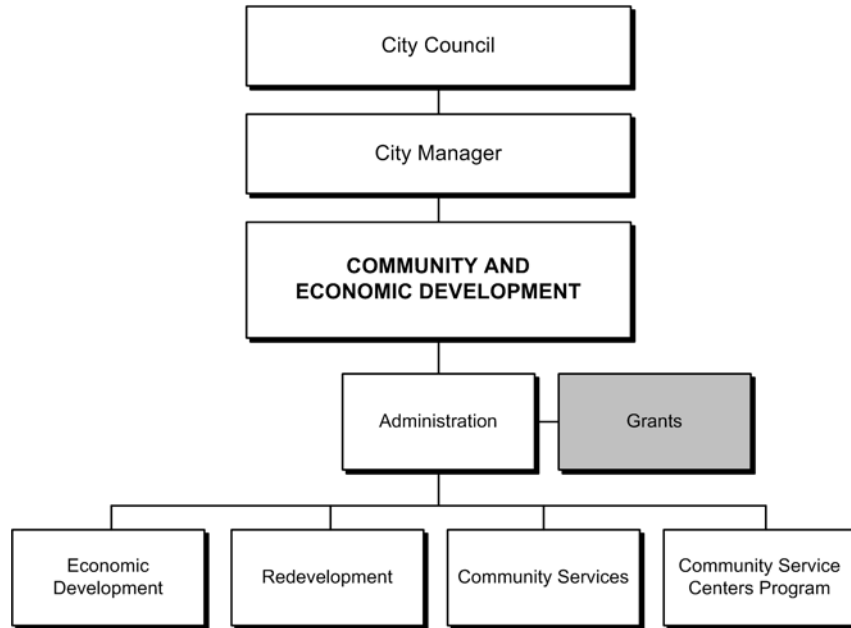 City Council
City Manager
COMMUNITY AND
ECONOMIC DEVELOPMENT
Administration
Grants
Economic
Development
Redevelopment
Community Services
Community Service
Centers Program